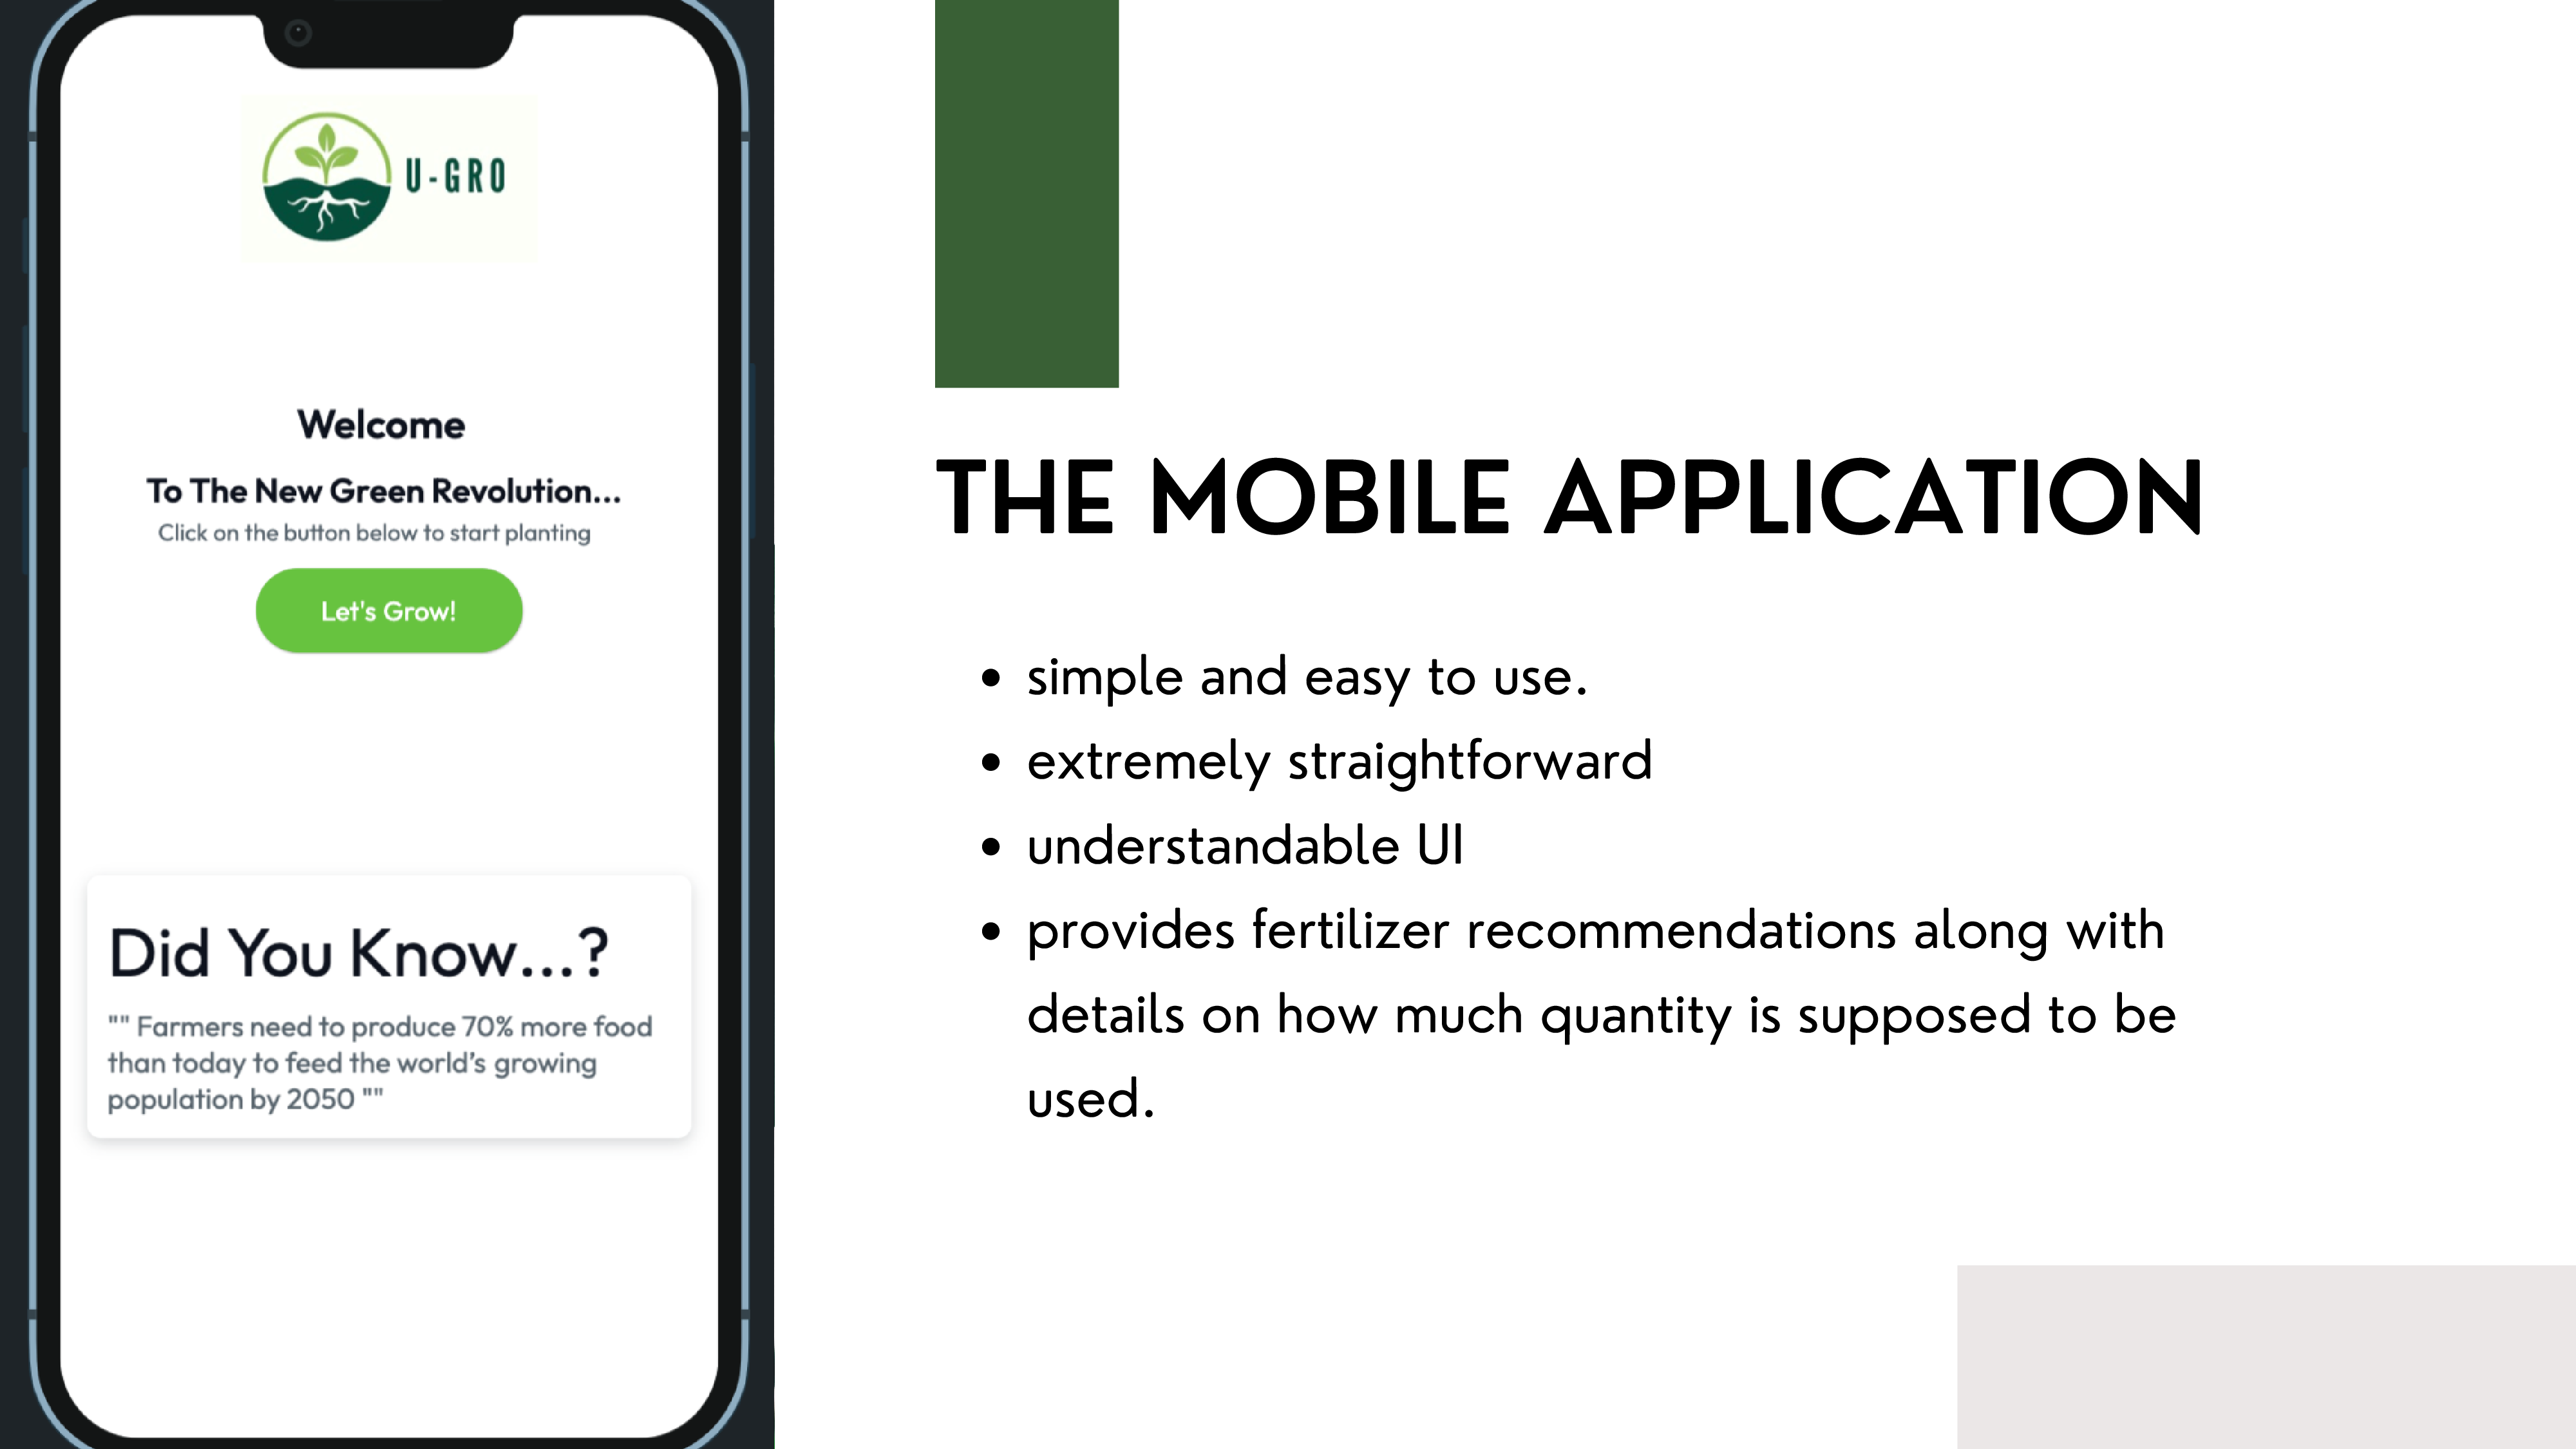 U-GRO
Welcome
To The New Green Revolution...
Click on the button below to start planting
Let's Grow!
Did You Know...?
"" Farmers need to produce 70% more food
than today to feed the world's growing
population by 2050 ""
THE MOBILE APPLICATION
• simple and easy to use.
• extremely straightforward
• understandable UI
• provides fertilizer recommendations along with
details on how much quantity is supposed to be
used.